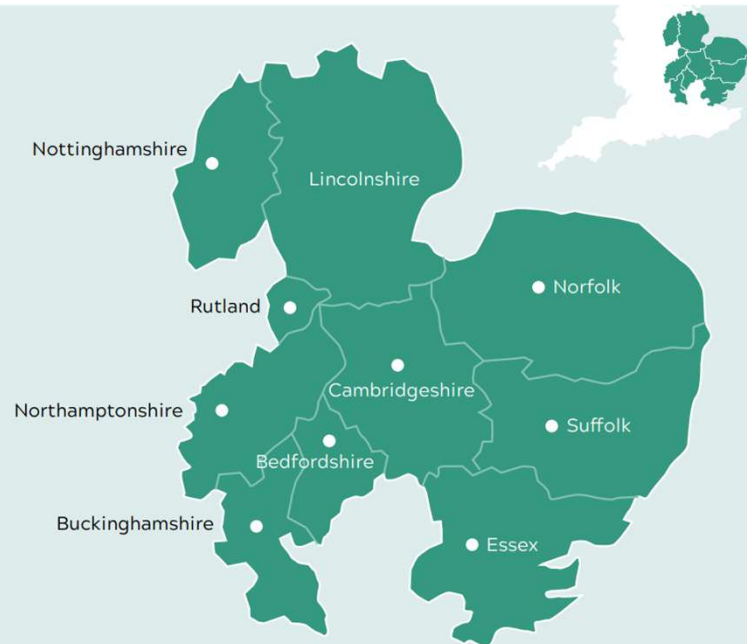 Nottinghamshire
Lincolnshire
Norfolk
Rutland
Cambridgeshire
Northamptonshire
Suffolk
Bedfordshire
Buckinghamshire
Essex